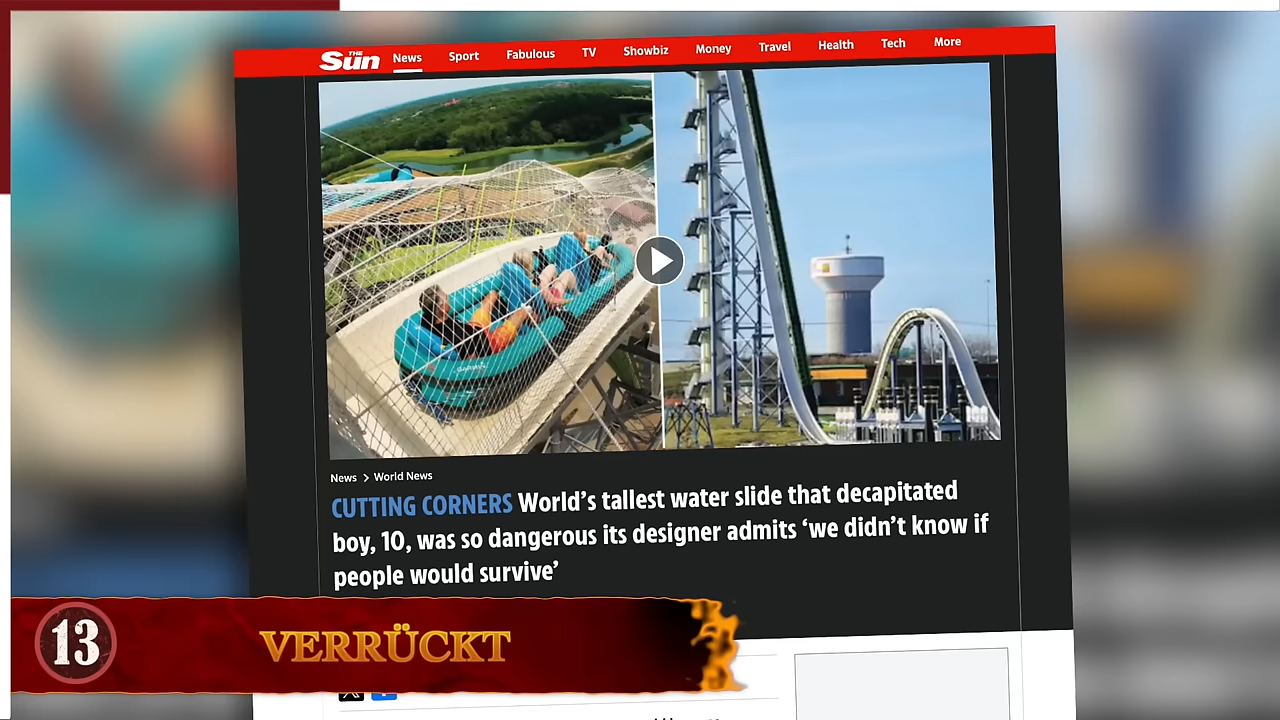 THE Sun News Sport Fabulous TV Showbiz Money Travel Health Tech More
News > World News
CUTTING CORNERS World's tallest water slide that decapitated
boy, 10, was so dangerous its designer admits ‘we didn't know if
people would survive’
13 VERRÜCKT